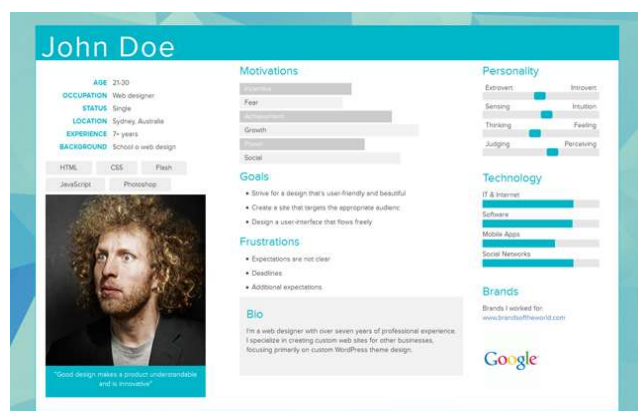 John Doe
AGE 21-30
OCCUPATION Web designer
STATUS Single
LOCATION Sydney, Australia
EXPERIENCE 7+ years
BACKGROUND School o web design
HTML CSS Flash
JavaScript Photoshop
"Good design makes a product understandable
and is innovative"
Motivations
Incentive
Fear
Achievement
Growth
Power
Social
Goals
• Strive for a design that's user-friendly and beautiful
• Create a site that targets the appropriate audienc
• Design a user-interface that flows freely
Frustrations
• Expectations are not clear
• Deadlines
• Additional expectations
Bio
I'm a web designer with over seven years of professional experience.
I specialize in creating custom web sites for other businesses,
focusing primarily on custom WordPress theme design.
Personality
Extrovert Introvert
Sensing Intuition
Thinking Feeling
Judging Perceiving
Technology
IT & Internet
Software
Mobile Apps
Social Networks
Brands
Brands I worked for:
www.brandsoftheworld.com
Google